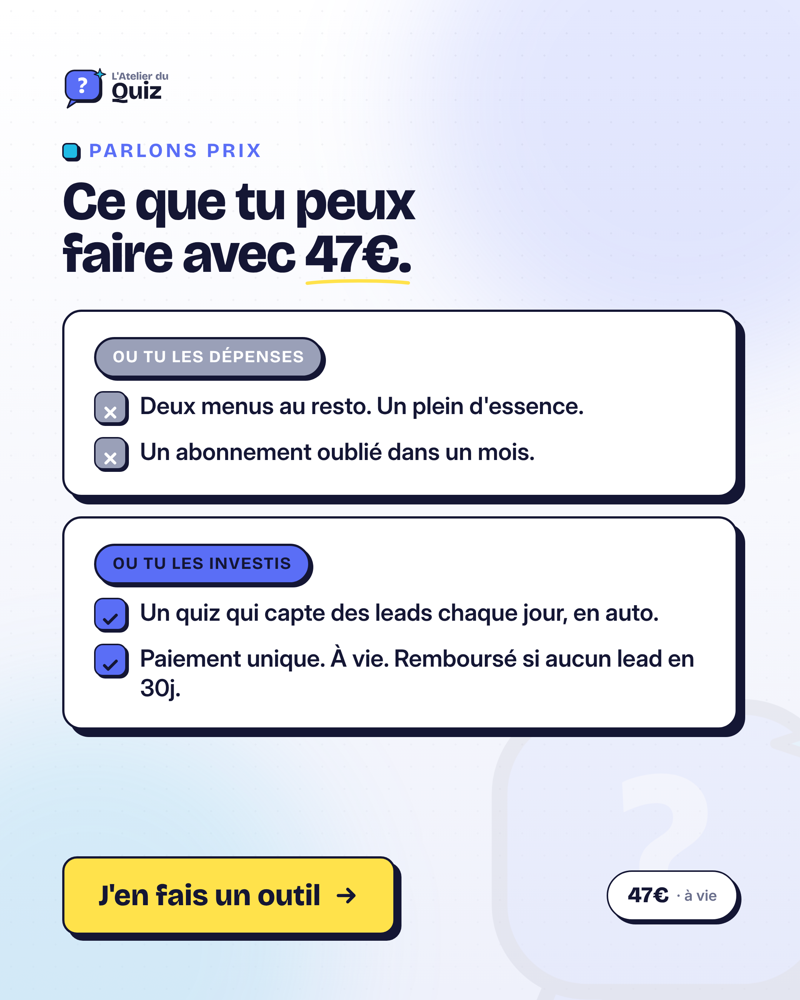 ?
L'Atelier du
Quiz
PARLONS PRIX
Ce que tu peux
faire avec 47€.
OU TU LES DÉPENSES
Deux menus au resto. Un plein d'essence.
Un abonnement oublié dans un mois.
OU TU LES INVESTIS
Un quiz qui capte des leads chaque jour, en auto.
Paiement unique. À vie. Remboursé si aucun lead en
30j.
?
J'en fais un outil →
47€ · à vie